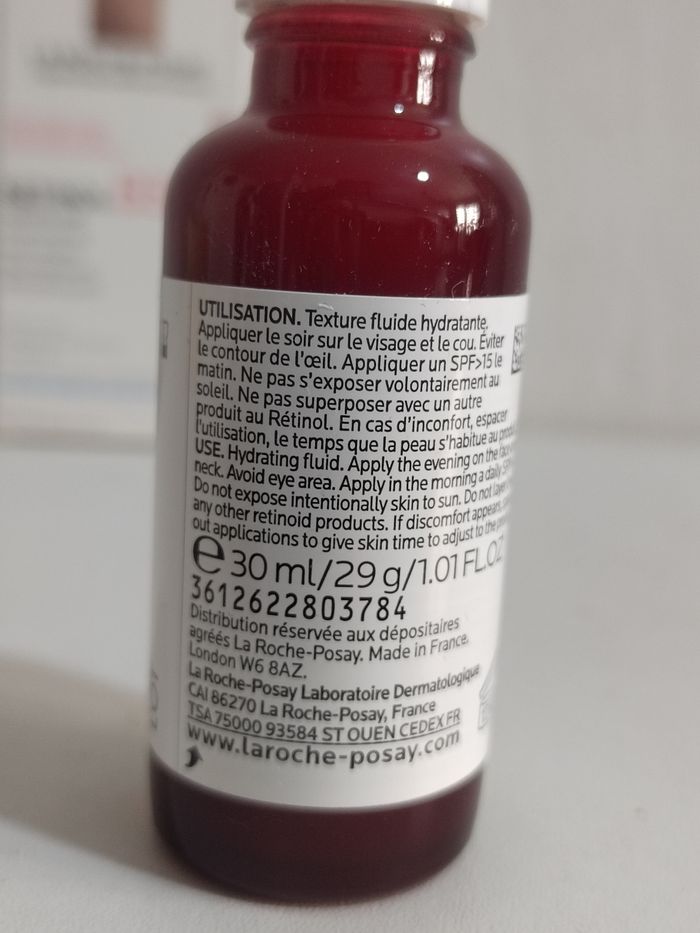 UTILISATION. Texture fluide hydratante.
Appliquer le soir sur le visage et le cou. Éviter
le contour de l'œil. Appliquer un SPF>15 le
matin. Ne pas s'exposer volontairement au
soleil. Ne pas superposer avec un autre
produit au Rétinol. En cas d'inconfort, espacer
l'utilisation, le temps que la peau s'habitue au
USE. Hydrating fluid. Apply the evening on the
neck. Avoid eye area. Apply in the morning a daily
Do not expose intentionally skin to sun. Do not
any other retinoid products. If discomfort appears,
out applications to give skin time to adjust to the
e 30 ml/29 g/1.01 FL.OZ
3612622803784
Distribution réservée aux dépositaires
agréés La Roche-Posay. Made in France.
London W6 8AZ.
La Roche-Posay Laboratoire Dermatologique
CAI 86270 La Roche-Posay, France
TSA 75000 93584 ST OUEN CEDEX FR
www.laroche-posay.com